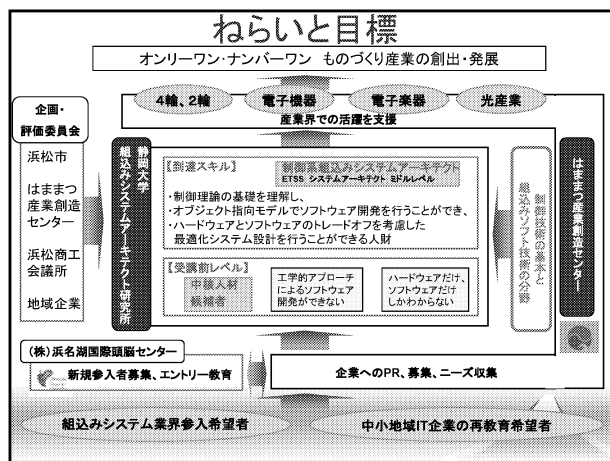 ねらいと目標
オンリーワン・ナンバーワン ものづくり産業の創出・発展
4輪、2輪
電子機器
電子楽器
光産業
産業界での活躍を支援
企画・
評価委員会
浜松市
はままつ
産業創造
センター
浜松商工
会議所
地域企業
静岡大学
組込みシステムアーキテクト研究所
【到達スキル】
制御系組込みシステムアーキテクト
ETSS システムアーキテクト ミドルレベル
・制御理論の基礎を理解し、
・オブジェクト指向モデルでソフトウェア開発を行うことができ、
・ハードウェアとソフトウェアのトレードオフを考慮した
最適化システム設計を行うことができる人財
【受講前レベル】
中核人材
候補者
工学的アプローチ
によるソフトウェア
開発ができない
ハードウェアだけ、
ソフトウェアだけ
しかわからない
制御技術の基本と
組込みソフト技術の分野
はままつ産業創造センター
(株)浜名湖国際頭脳センター
新規参入者募集、エントリー教育
企業へのPR、募集、ニーズ収集
組込みシステム業界参入希望者
中小地域IT企業の再教育希望者